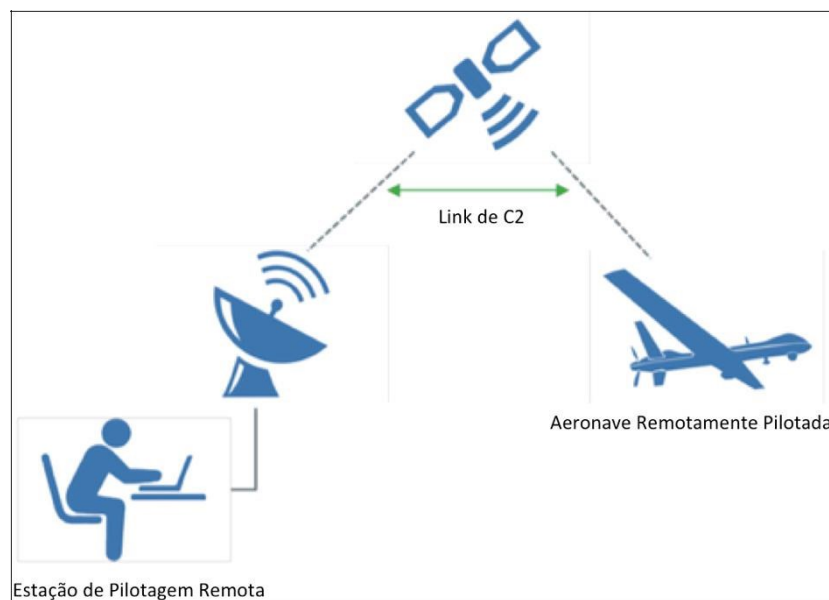 Link de C2
Aeronave Remotamente Pilotada
Estação de Pilotagem Remota